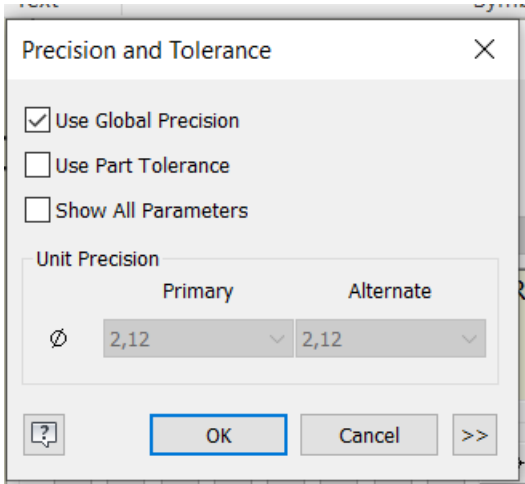 Precision and Tolerance
Use Global Precision
Use Part Tolerance
Show All Parameters
Unit Precision
Primary Alternate
∅ 2,12 2,12
? OK Cancel >>